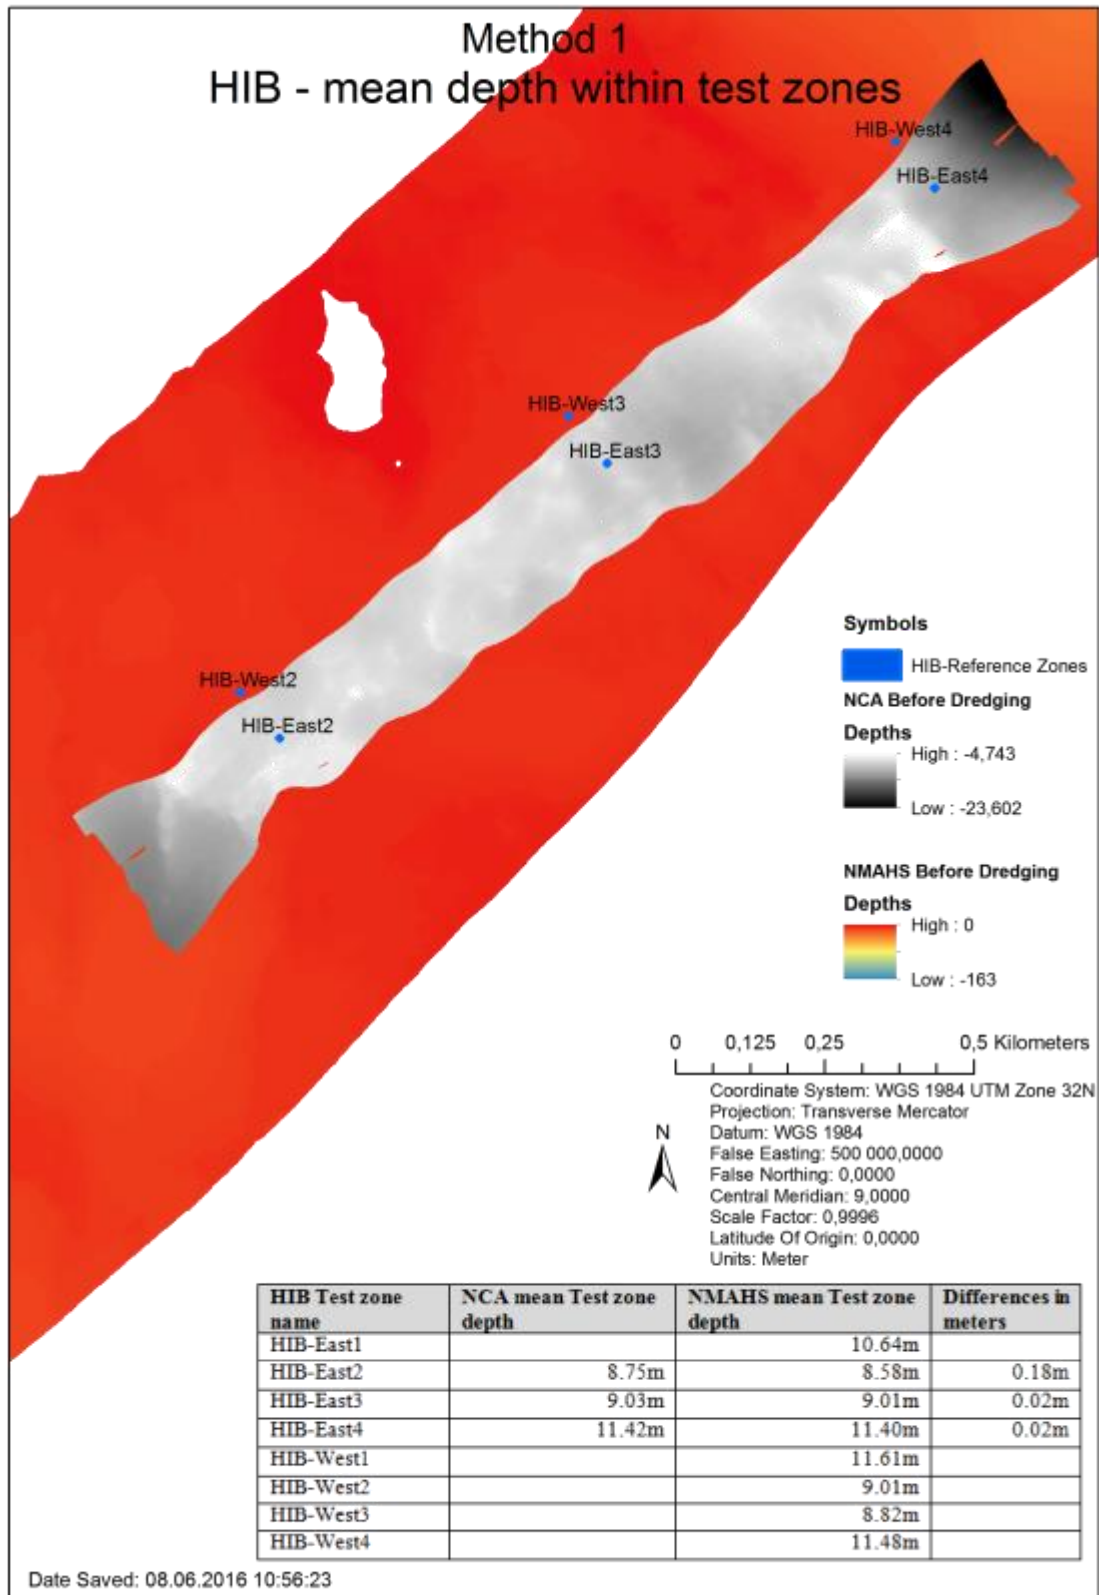 Method 1
HIB - mean depth within test zones
HIB-West4
HIB-East4
HIB-West3
HIB-East3
HIB-West2
HIB-East2
Symbols
HIB-Reference Zones
NCA Before Dredging
Depths
High : -4,743
Low : -23,602
NMAHS Before Dredging
Depths
High : 0
Low : -163
0 0,125 0,25 0,5 Kilometers
Coordinate System: WGS 1984 UTM Zone 32N
Projection: Transverse Mercator
N
Datum: WGS 1984
False Easting: 500 000,0000
False Northing: 0,0000
Central Meridian: 9,0000
Scale Factor: 0,9996
Latitude Of Origin: 0,0000
Units: Meter
HIB Test zone name NCA mean Test zone depth NMAHS mean Test zone depth Differences in meters
HIB-East1 10.64m
HIB-East2 8.75m 8.58m 0.18m
HIB-East3 9.03m 9.01m 0.02m
HIB-East4 11.42m 11.40m 0.02m
HIB-West1 11.61m
HIB-West2 9.01m
HIB-West3 8.82m
HIB-West4 11.48m
Date Saved: 08.06.2016 10:56:23